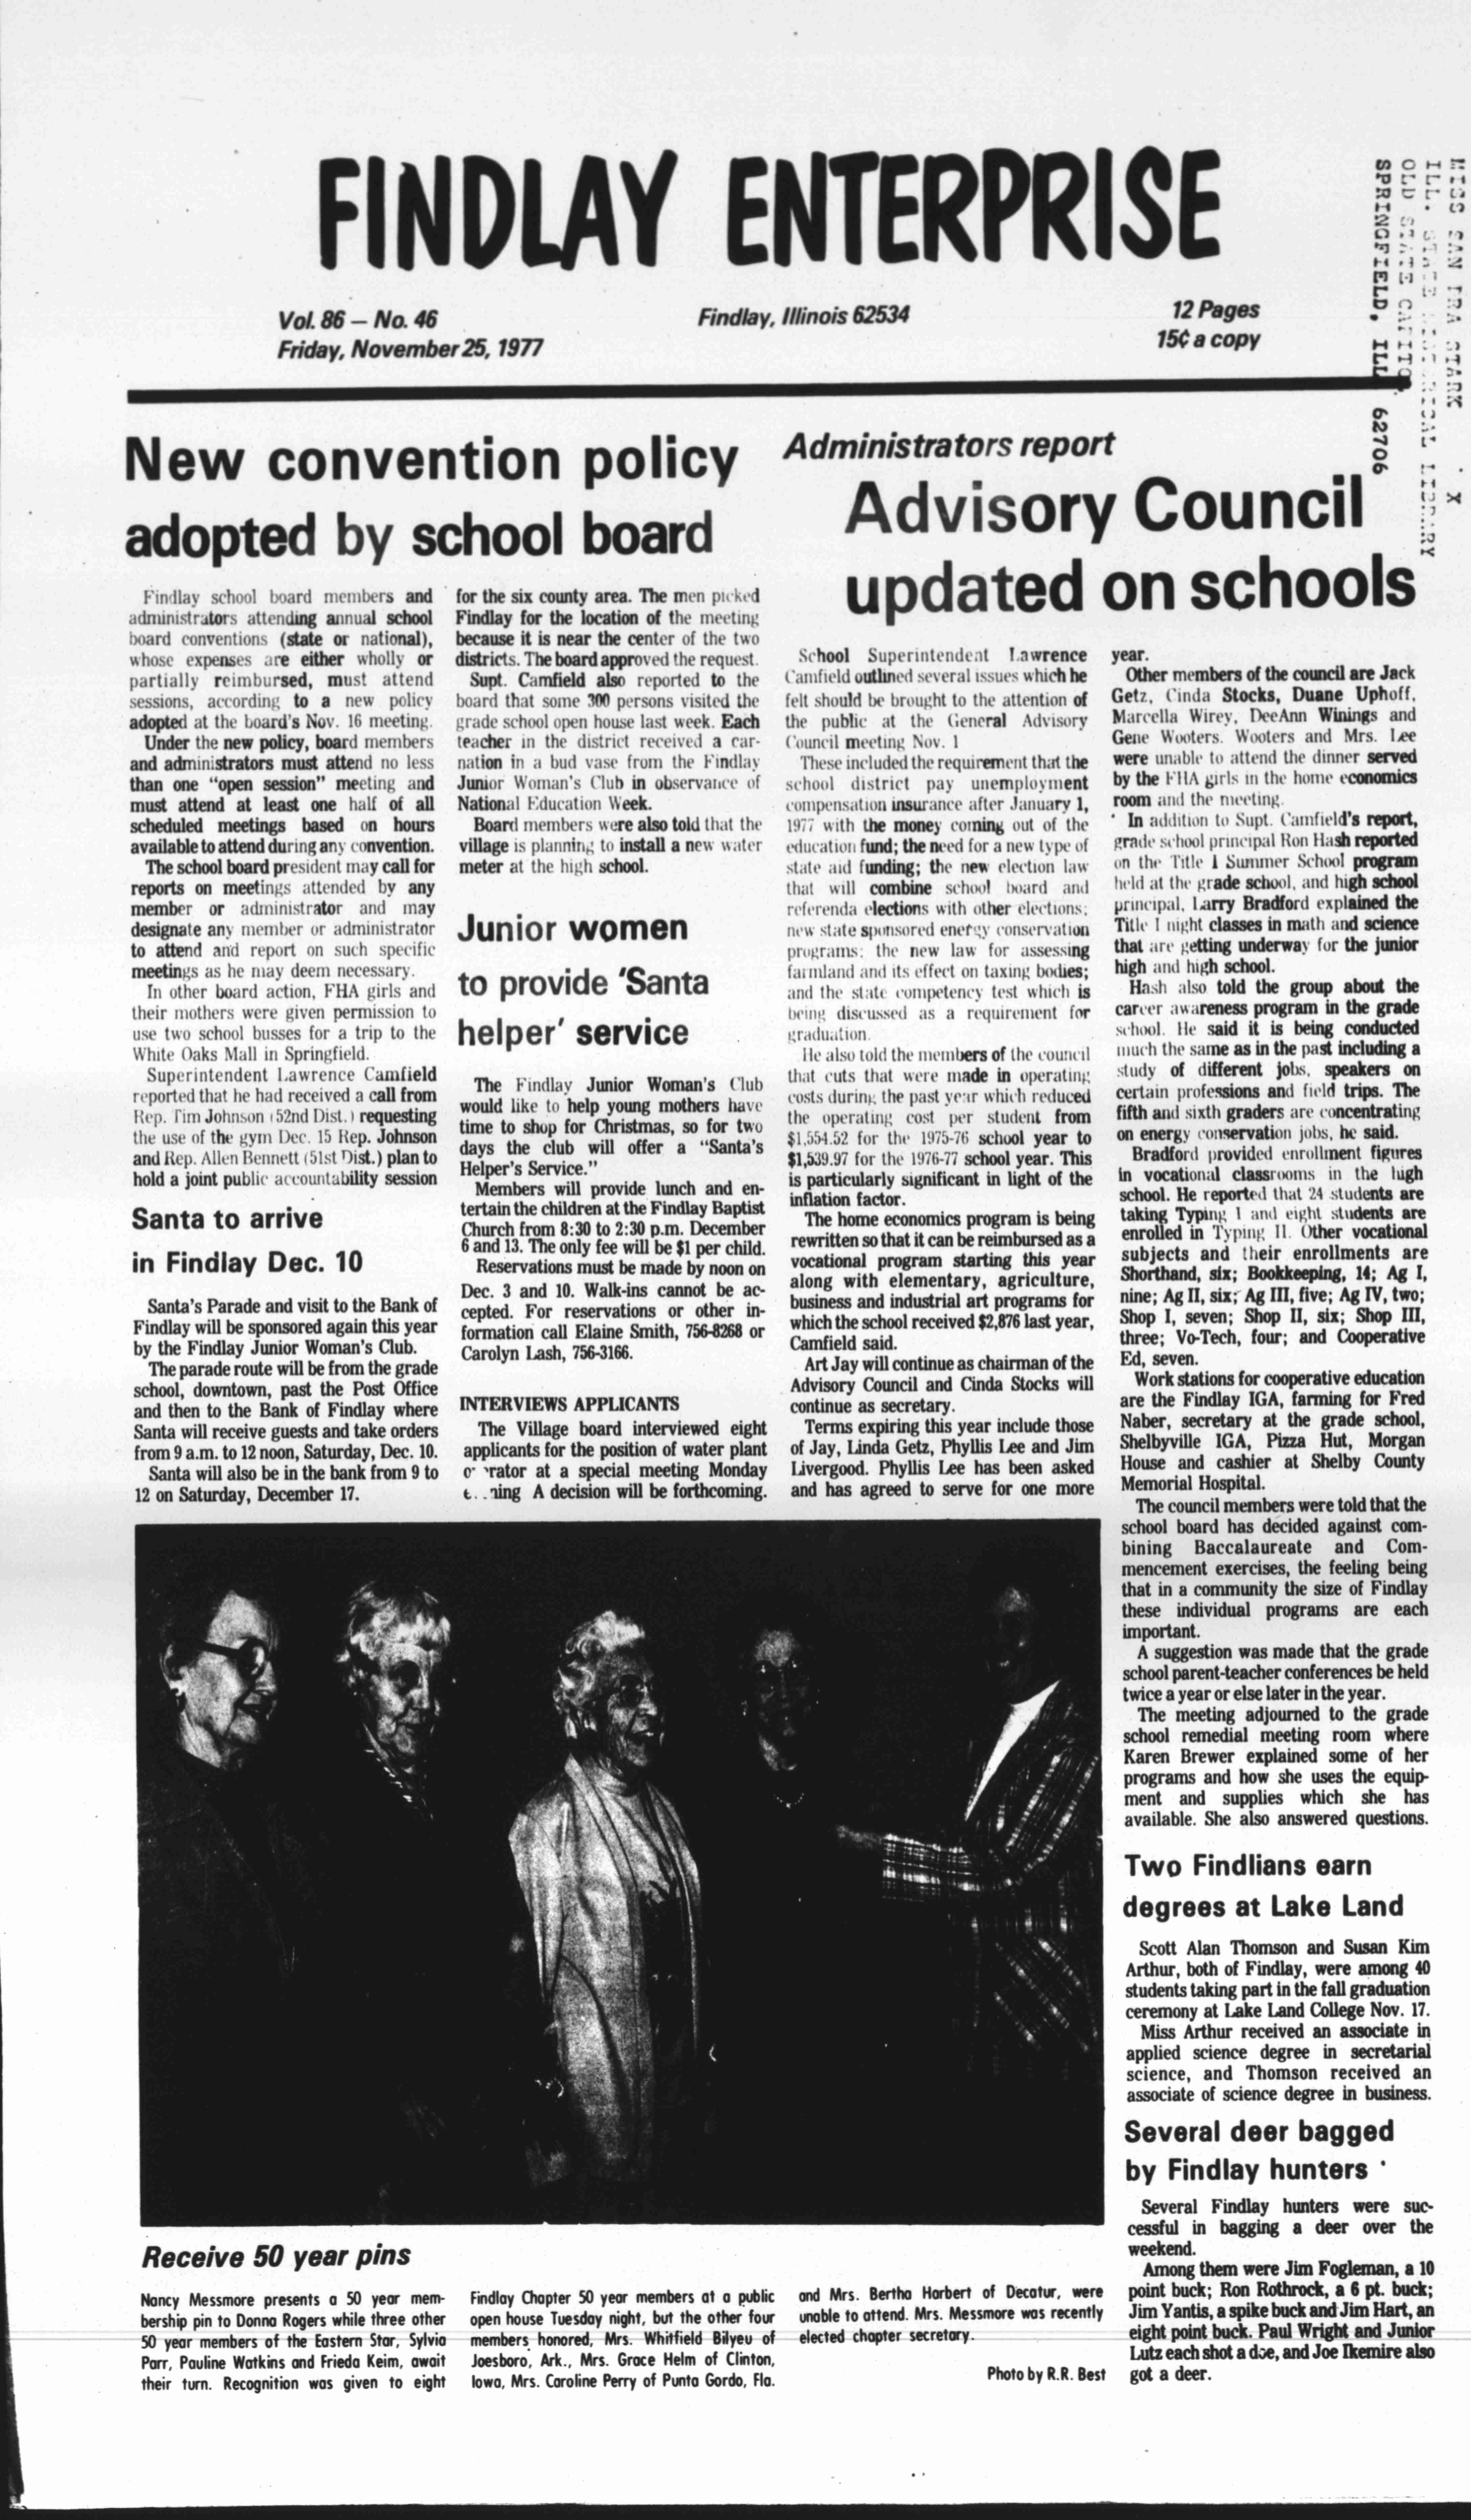 FINDLAY ENTERPRISE
Vol. 86 — No. 46
Friday, November 25, 1977
Findlay, Illinois 62534
12 Pages
15¢ a copy
STARK X
ILL. LIBRARY
OLD STATE
SPRINGFIELD, ILL 62706
New convention policy
adopted by school board
Findlay school board members and
administrators attending annual school
board conventions (state or national),
whose expenses are either wholly or
partially reimbursed, must attend
sessions, according to a new policy
adopted at the board's Nov. 16 meeting.
Under the new policy, board members
and administrators must attend no less
than one "open session" meeting and
must attend at least one half of all
scheduled meetings based on hours
available to attend during any convention.
The school board president may call for
reports on meetings attended by any
member or administrator and may
designate any member or administrator
to attend and report on such specific
meetings as he may deem necessary.
In other board action, FHA girls and
their mothers were given permission to
use two school busses for a trip to the
White Oaks Mall in Springfield.
Superintendent Lawrence Camfield
reported that he had received a call from
Rep. Tim Johnson (52nd Dist.) requesting
the use of the gym Dec. 15 Rep. Johnson
and Rep. Allen Bennett (51st Dist.) plan to
hold a joint public accountability session
for the six county area. The men picked
Findlay for the location of the meeting
because it is near the center of the two
districts. The board approved the request.
Supt. Camfield also reported to the
board that some 300 persons visited the
grade school open house last week. Each
teacher in the district received a car-
nation in a bud vase from the Findlay
Junior Woman's Club in observance of
National Education Week.
Board members were also told that the
village is planning to install a new water
meter at the high school.
Santa to arrive
in Findlay Dec. 10
Santa's Parade and visit to the Bank of
Findlay will be sponsored again this year
by the Findlay Junior Woman's Club.
The parade route will be from the grade
school, downtown, past the Post Office
and then to the Bank of Findlay where
Santa will receive guests and take orders
from 9 a.m. to 12 noon, Saturday, Dec. 10.
Santa will also be in the bank from 9 to
12 on Saturday, December 17.
Junior women
to provide 'Santa
helper' service
The Findlay Junior Woman's Club
would like to help young mothers have
time to shop for Christmas, so for two
days the club will offer a "Santa's
Helper's Service."
Members will provide lunch and en-
tertain the children at the Findlay Baptist
Church from 8:30 to 2:30 p.m. December
6 and 13. The only fee will be $1 per child.
Reservations must be made by noon on
Dec. 3 and 10. Walk-ins cannot be ac-
cepted. For reservations or other in-
formation call Elaine Smith, 756-8268 or
Carolyn Lash, 756-3166.
INTERVIEWS APPLICANTS
The Village board interviewed eight
applicants for the position of water plant
at a special meeting Monday
A decision will be forthcoming.
Administrators report
Advisory Council
updated on schools
School Superintendent Lawrence
Camfield outlined several issues which he
felt should be brought to the attention of
the public at the General Advisory
Council meeting Nov. 1
These included the requirement that the
school district pay unemployment
compensation insurance after January 1,
1977 with the money coming out of the
education fund; the need for a new type of
state aid funding; the new election law
that will combine school board and
referenda elections with other elections;
new state sponsored energy conservation
programs; the new law for assessing
farmland and its effect on taxing bodies;
and the state competency test which is
being discussed as a requirement for
graduation.
He also told the members of the council
that cuts that were made in operating
costs during the past year which reduced
the operating cost per student from
$1,554.52 for the 1975-76 school year to
$1,539.97 for the 1976-77 school year. This
is particularly significant in light of the
inflation factor.
The home economics program is being
rewritten so that it can be reimbursed as a
vocational program starting this year
along with elementary, agriculture,
business and industrial art programs for
which the school received $2,876 last year,
Camfield said.
Art Jay will continue as chairman of the
Advisory Council and Cinda Stocks will
continue as secretary.
Terms expiring this year include those
of Jay, Linda Getz, Phyllis Lee and Jim
Livergood. Phyllis Lee has been asked
and has agreed to serve for one more
year.
Other members of the council are Jack
Getz, Cinda Stocks, Duane Uphoff,
Marcella Wirey, DeeAnn Winings and
Gene Wooters. Wooters and Mrs. Lee
were unable to attend the dinner served
by the FHA girls in the home economics
room and the meeting.
In addition to Supt. Camfield's report,
grade school principal Ron Hash reported
on the Title I Summer School program
held at the grade school, and high school
principal, Larry Bradford explained the
Title I night classes in math and science
that are getting underway for the junior
high and high school.
Hash also told the group about the
career awareness program in the grade
school. He said it is being conducted
much the same as in the past including a
study of different jobs, speakers on
certain professions and field trips. The
fifth and sixth graders are concentrating
on energy conservation jobs, he said.
Bradford provided enrollment figures
in vocational classrooms in the high
school. He reported that 24 students are
taking Typing I and eight students are
enrolled in Typing II. Other vocational
subjects and their enrollments are
Shorthand, six; Bookkeeping, 14; Ag I,
nine; Ag II, six; Ag III, five; Ag IV, two;
Shop I, seven; Shop II, six; Shop III,
three; Vo-Tech, four; and Cooperative
Ed, seven.
Work stations for cooperative education
are the Findlay IGA, farming for Fred
Naber, secretary at the grade school,
Shelbyville IGA, Pizza Hut, Morgan
House and cashier at Shelby County
Memorial Hospital.
The council members were told that the
school board has decided against com-
bining Baccalaureate and Com-
mencement exercises, the feeling being
that in a community the size of Findlay
these individual programs are each
important.
A suggestion was made that the grade
school parent-teacher conferences be held
twice a year or else later in the year.
The meeting adjourned to the grade
school remedial meeting room where
Karen Brewer explained some of her
programs and how she uses the equip-
ment and supplies which she has
available. She also answered questions.
Two Findlians earn
degrees at Lake Land
Scott Alan Thomson and Susan Kim
Arthur, both of Findlay, were among 40
students taking part in the fall graduation
ceremony at Lake Land College Nov. 17.
Miss Arthur received an associate in
applied science degree in secretarial
science, and Thomson received an
associate of science degree in business.
Several deer bagged
by Findlay hunters
Several Findlay hunters were suc-
cessful in bagging a deer over the
weekend.
Among them were Jim Fogleman, a 10
point buck; Ron Rothrock, a 6 pt. buck;
Jim Yantis, a spike buck and Jim Hart, an
eight point buck. Paul Wright and Junior
Lutz each shot a doe, and Joe Ikemire also
got a deer.
Receive 50 year pins
Nancy Messmore presents a 50 year mem-
bership pin to Donna Rogers while three other
50 year members of the Eastern Star, Sylvia
Parr, Pauline Watkins and Frieda Keim, await
their turn. Recognition was given to eight
Findlay Chapter 50 year members at a public
open house Tuesday night, but the other four
members honored, Mrs. Whitfield Bilyeu of
Joesboro, Ark., Mrs. Grace Helm of Clinton,
Iowa, Mrs. Caroline Perry of Punta Gordo, Fla.
and Mrs. Bertha Harbert of Decatur, were
unable to attend. Mrs. Messmore was recently
elected chapter secretary.
Photo by R.R. Best